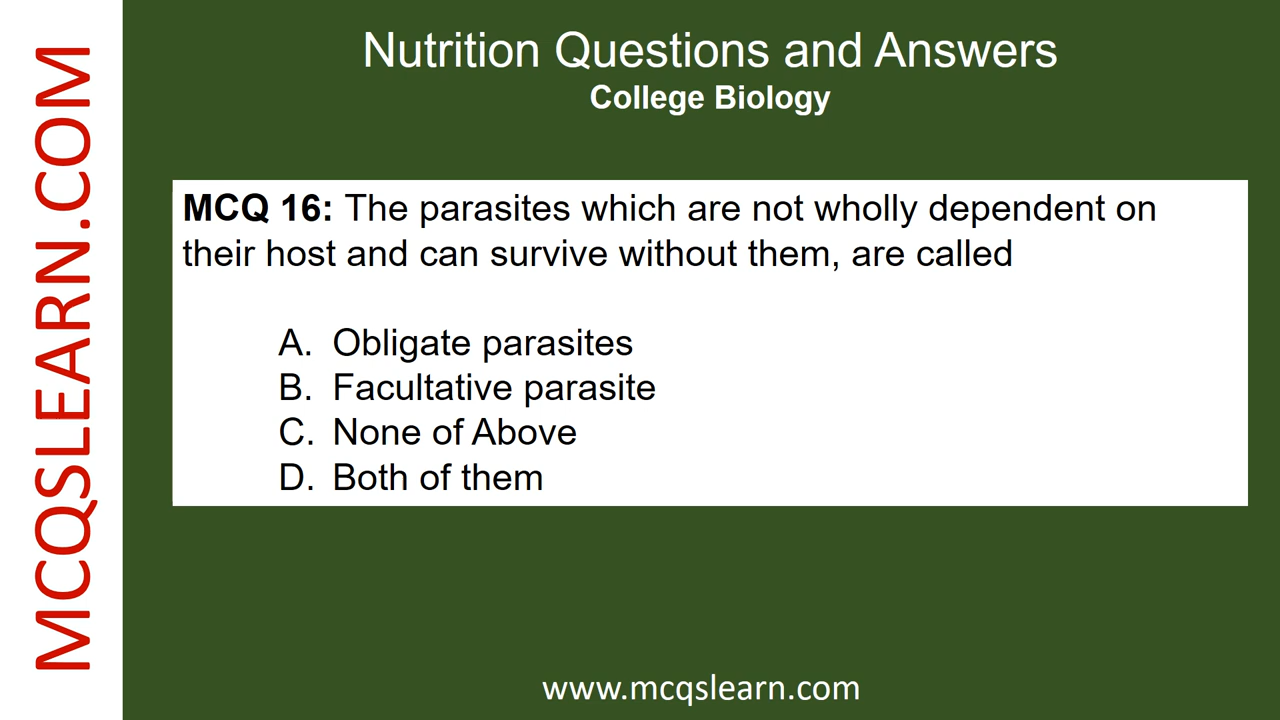 MCQSLEARN.COM
Nutrition Questions and Answers
College Biology
MCQ 16: The parasites which are not wholly dependent on
their host and can survive without them, are called
A. Obligate parasites
B. Facultative parasite
C. None of Above
D. Both of them
www.mcqslearn.com